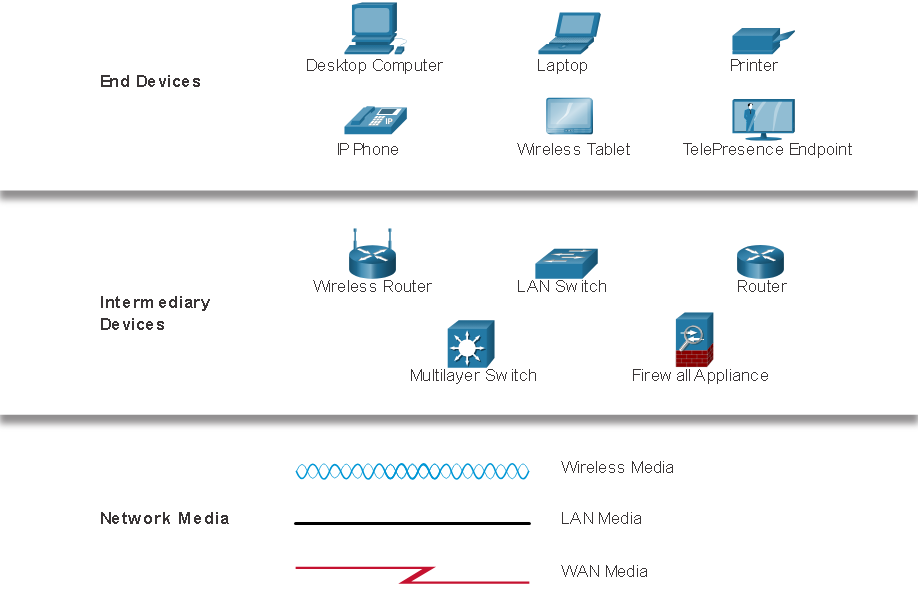 Desktop Computer
Laptop
Printer
End Devices
IP
IP Phone
Wireless Tablet
TelePresence Endpoint
Wireless Router
LAN Switch
Router
Intermediary
Devices
Multilayer Switch
Firewall Appliance
Wireless Media
Network Media
LAN Media
WAN Media